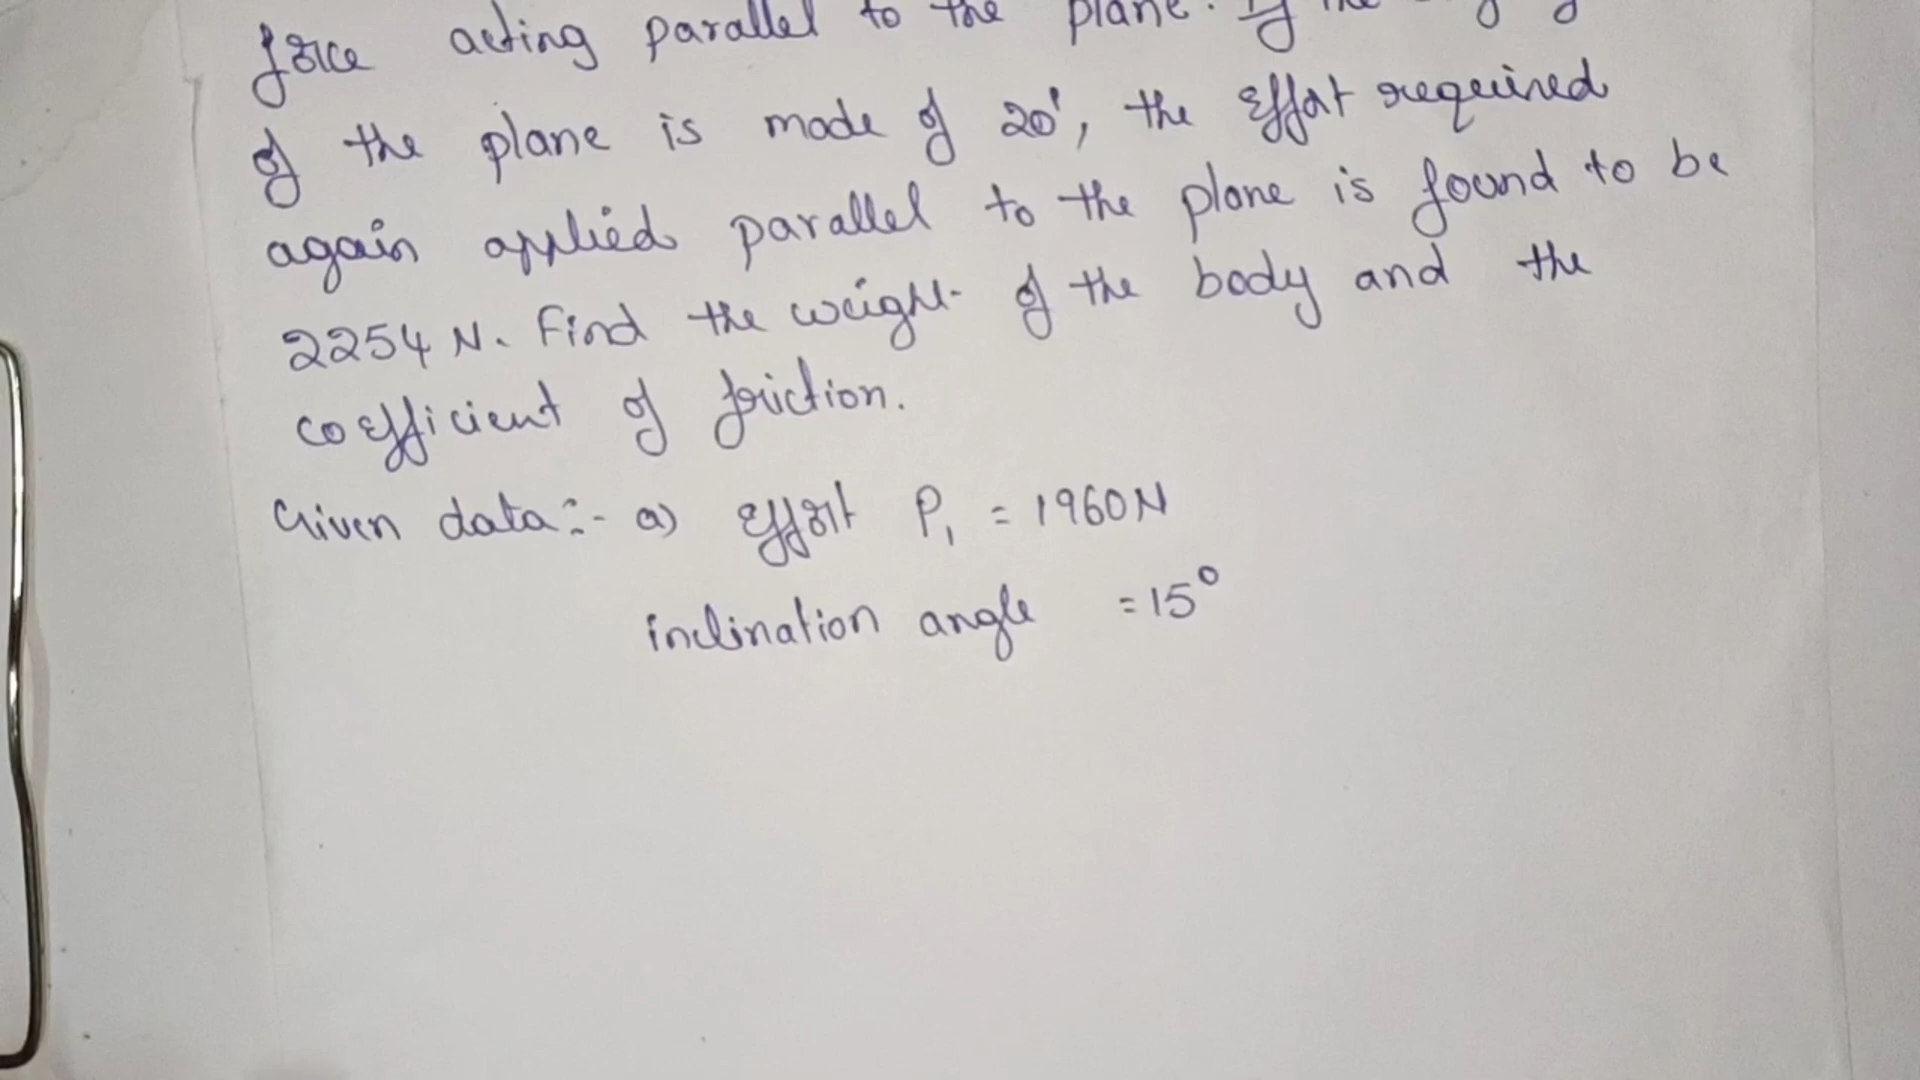 force acting parallel to the plane. If the
of the plane is made of 20', the Effort required
again applied parallel to the plane is found to be
2254 N. Find the weight of the body and the
coefficient of friction.
Given data :- a) effort P₁ = 1960N
inclination angle = 15°